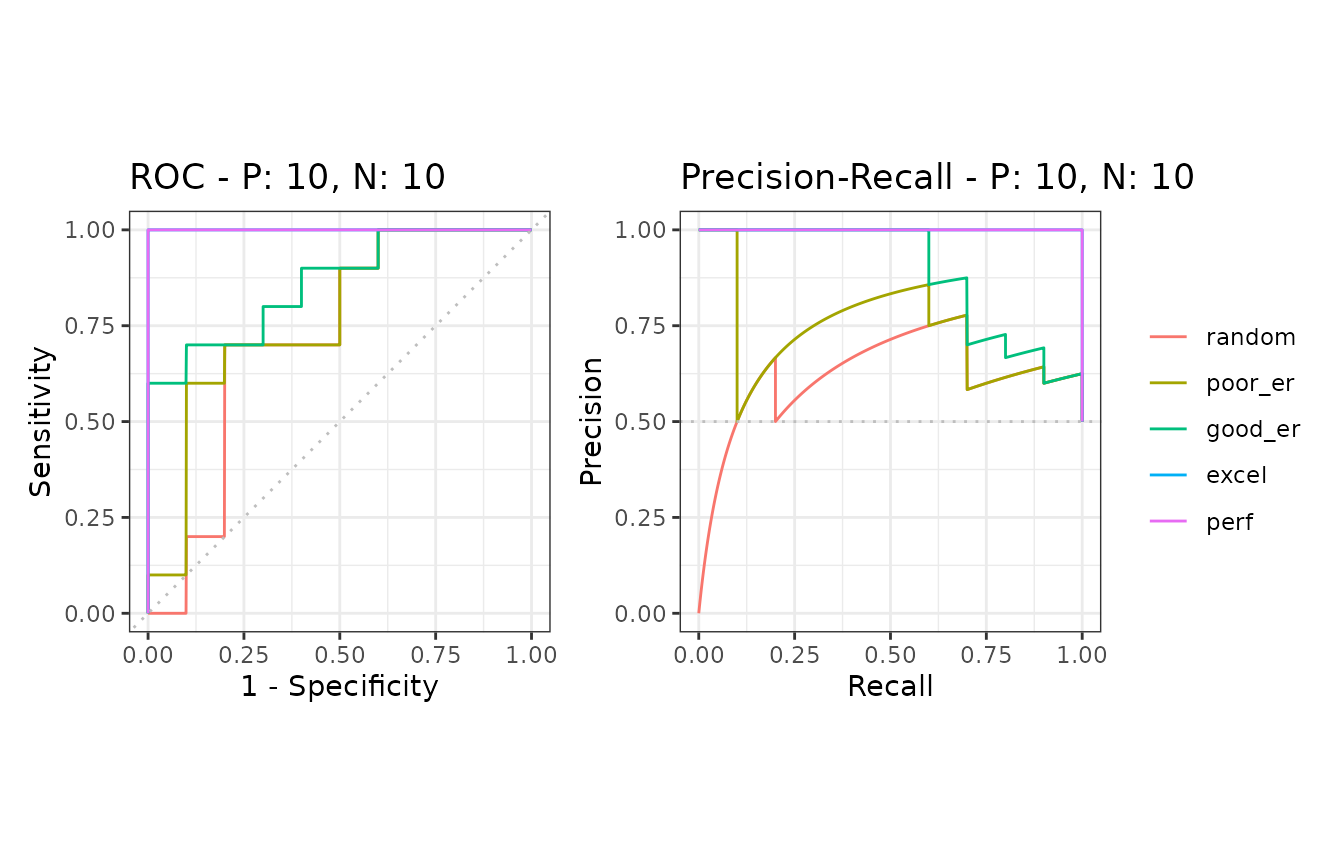 ROC - P: 10, N: 10
Sensitivity
1.00
0.75
0.50
0.25
0.00
0.00 0.25 0.50 0.75 1.00
1 - Specificity
Precision-Recall - P: 10, N: 10
Precision
1.00
0.75
0.50
0.25
0.00
0.00 0.25 0.50 0.75 1.00
Recall
random
poor_er
good_er
excel
perf